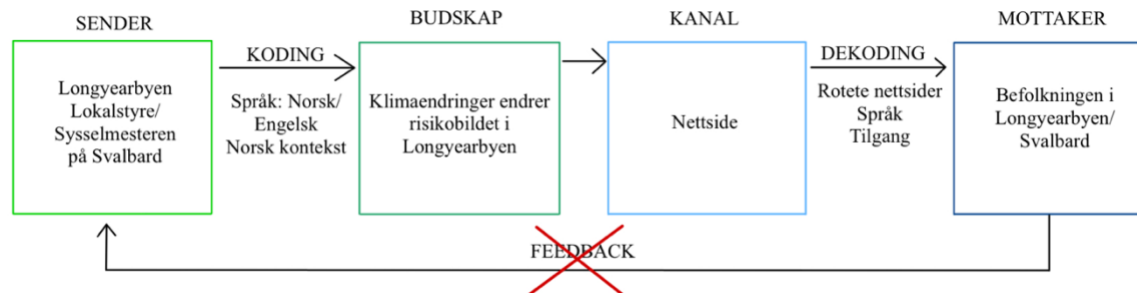 SENDER
Longyearbyen
Lokalstyre/
Sysselmesteren
på Svalbard
KODING
Språk: Norsk/
Engelsk
Norsk kontekst
BUDSKAP
Klimaendringer endrer
risikobildet i
Longyearbyen
KANAL
Nettside
DEKODING
Rotete nettsider
Språk
Tilgang
MOTTAKER
Befolkningen i
Longyearbyen/
Svalbard
FEEDBACK